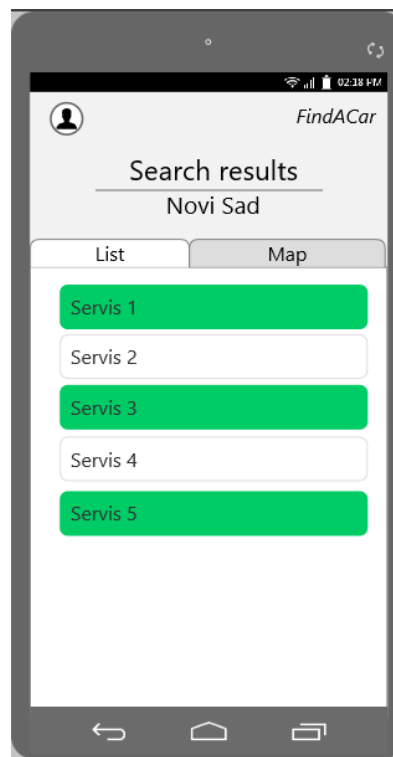 02:18 PM
FindACar
Search results
Novi Sad
List Map
Servis 1
Servis 2
Servis 3
Servis 4
Servis 5